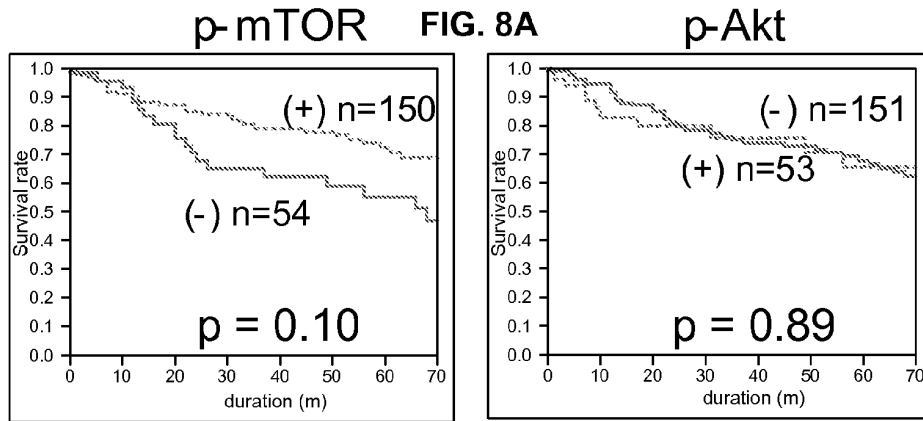 p-mTOR FIG. 8A p-Akt
1.0
0.9
0.8
0.7
0.6
0.5
0.4
0.3
0.2
0.1
0.0
Survival rate
(+) n=150
(-) n=54
p = 0.10
0 10 20 30 40 50 60 70
duration (m)
1.0
0.9
0.8
0.7
0.6
0.5
0.4
0.3
0.2
0.1
0.0
Survival rate
(-) n=151
(+) n=53
p = 0.89
0 10 20 30 40 50 60 70
duration (m)